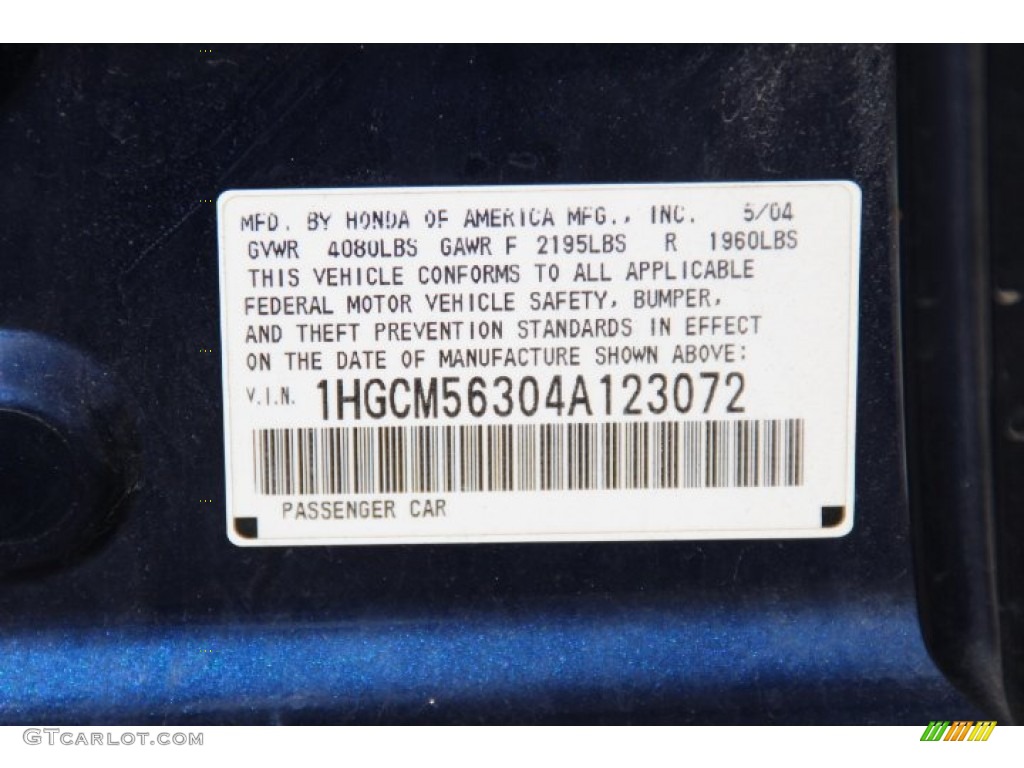 MFD. BY HONDA OF AMERICA MFG., INC. 5/04
GVWR 4080LBS GAWR F 2195LBS R 1960LBS
THIS VEHICLE CONFORMS TO ALL APPLICABLE
FEDERAL MOTOR VEHICLE SAFETY, BUMPER,
AND THEFT PREVENTION STANDARDS IN EFFECT
ON THE DATE OF MANUFACTURE SHOWN ABOVE:
V.I.N. 1HGCM56304A123072
PASSENGER CAR
GTCARLOT.COM